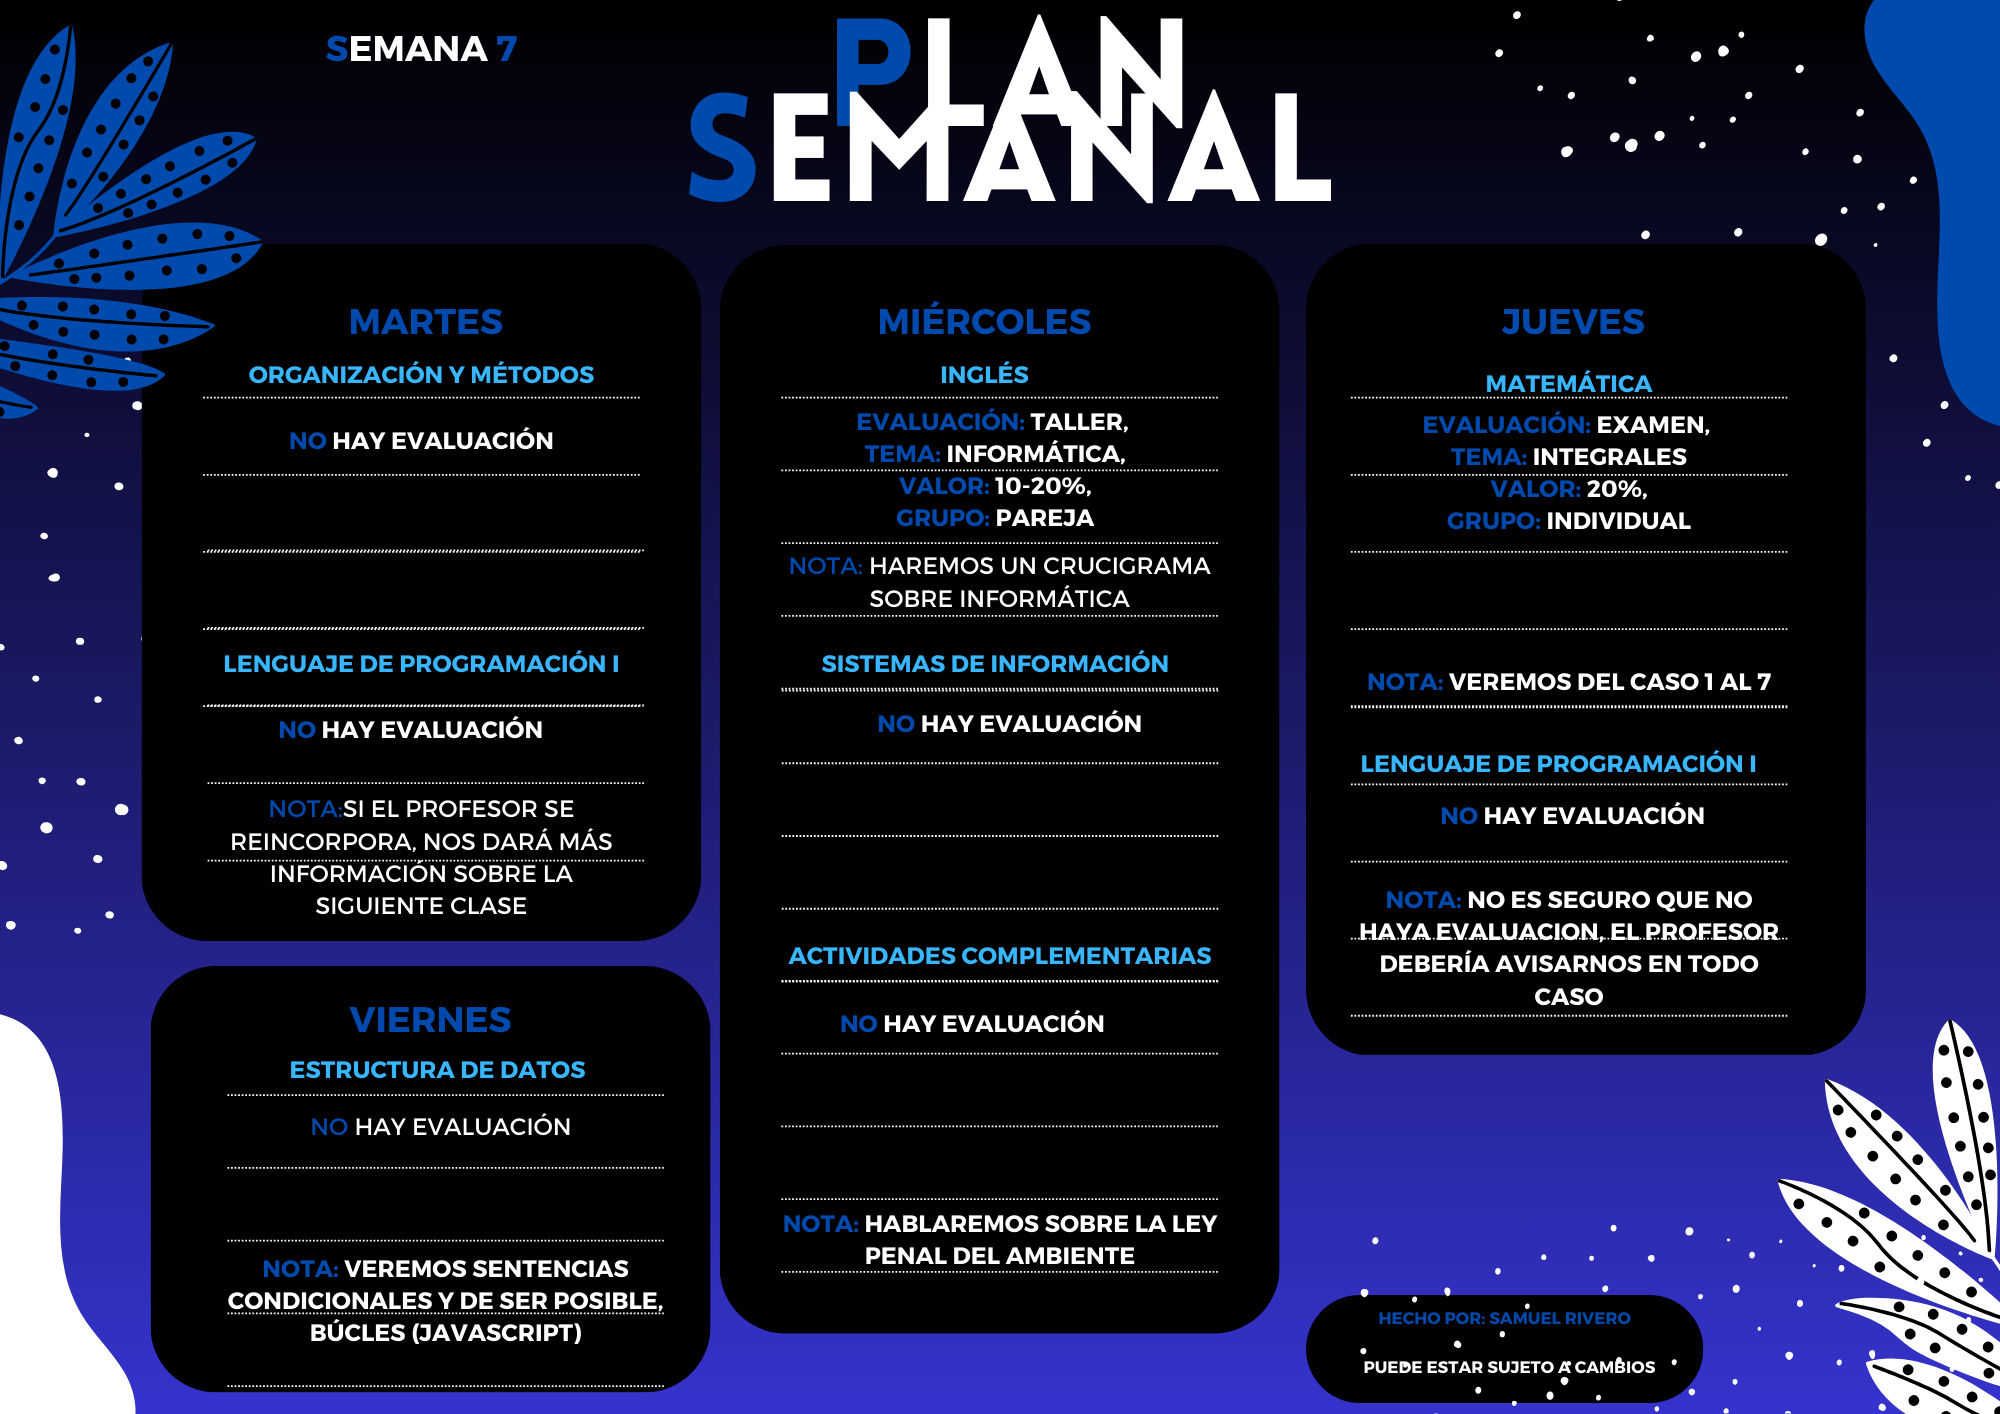 SEMANA 7
PLAN
SEMANAL
MARTES
ORGANIZACIÓN Y MÉTODOS
NO HAY EVALUACIÓN
LENGUAJE DE PROGRAMACIÓN I
NO HAY EVALUACIÓN
NOTA:SI EL PROFESOR SE
REINCORPORA, NOS DARÁ MÁS
INFORMACIÓN SOBRE LA
SIGUIENTE CLASE
MIÉRCOLES
INGLÉS
EVALUACIÓN: TALLER,
TEMA: INFORMÁTICA,
VALOR: 10-20%,
GRUPO: PAREJA
NOTA: HAREMOS UN CRUCIGRAMA
SOBRE INFORMÁTICA
SISTEMAS DE INFORMACIÓN
NO HAY EVALUACIÓN
ACTIVIDADES COMPLEMENTARIAS
NO HAY EVALUACIÓN
NOTA: HABLAREMOS SOBRE LA LEY
PENAL DEL AMBIENTE
JUEVES
MATEMÁTICA
EVALUACIÓN: EXAMEN,
TEMA: INTEGRALES
VALOR: 20%,
GRUPO: INDIVIDUAL
NOTA: VEREMOS DEL CASO 1 AL 7
LENGUAJE DE PROGRAMACIÓN I
NO HAY EVALUACIÓN
NOTA: NO ES SEGURO QUE NO
HAYA EVALUACION, EL PROFESOR
DEBERÍA AVISARNOS EN TODO
CASO
VIERNES
ESTRUCTURA DE DATOS
NO HAY EVALUACIÓN
NOTA: VEREMOS SENTENCIAS
CONDICIONALES Y DE SER POSIBLE,
BÚCLES (JAVASCRIPT)
HECHO POR: SAMUEL RIVERO
PUEDE ESTAR SUJETO A CAMBIOS